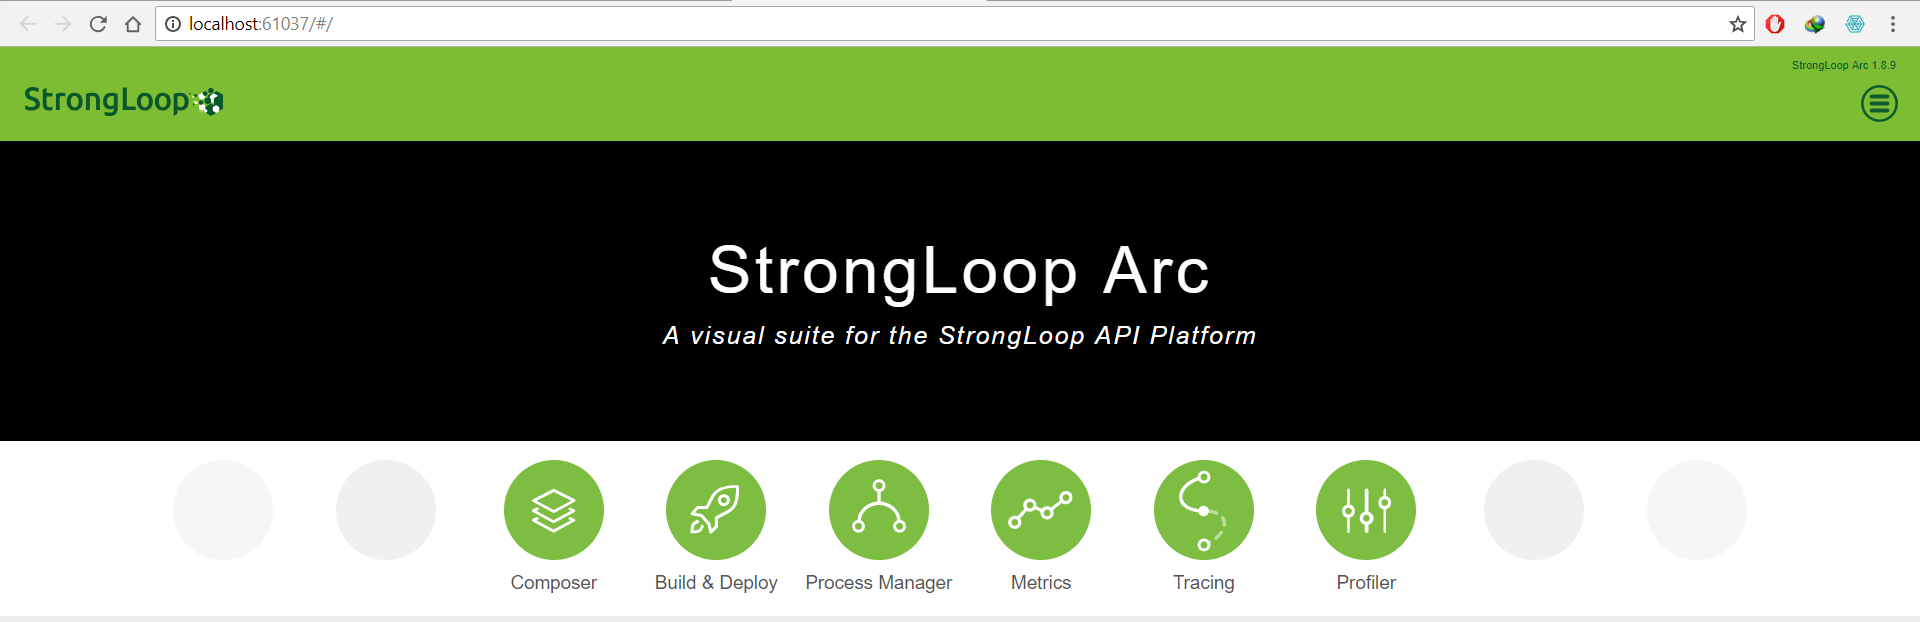 localhost:61037/#/
StrongLoop Arc 1.8.9
StrongLoop
StrongLoop Arc
A visual suite for the StrongLoop API Platform
Composer
Build & Deploy
Process Manager
Metrics
Tracing
Profiler